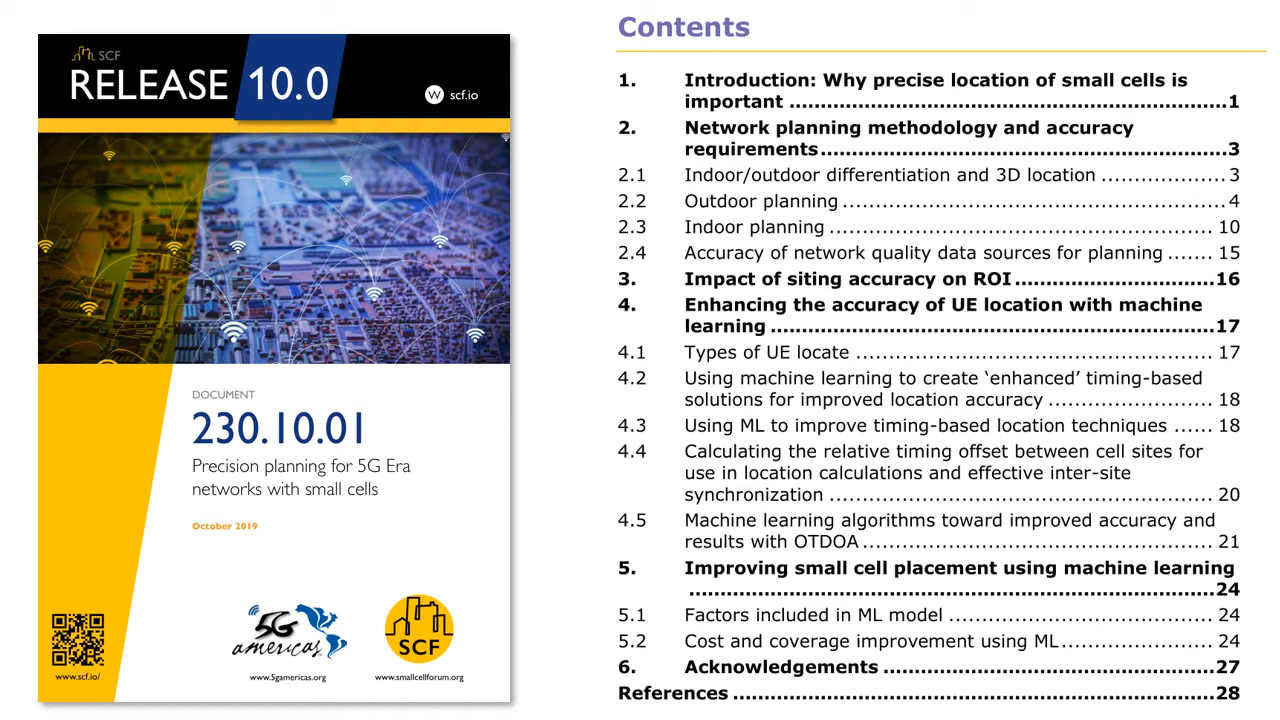 SCF
RELEASE 10.0
W scf.io
DOCUMENT
230.10.01
Precision planning for 5G Era
networks with small cells
October 2019
5G
americas™
SCF
www.scf.io/
www.5gamericas.org
www.smallcellforum.org
Contents
1. Introduction: Why precise location of small cells is
important ........................................................1
2. Network planning methodology and accuracy
requirements ........................................................3
2.1 Indoor/outdoor differentiation and 3D location ................... 3
2.2 Outdoor planning ........................................................ 4
2.3 Indoor planning ........................................................ 10
2.4 Accuracy of network quality data sources for planning ....... 15
3. Impact of siting accuracy on ROI ..............................16
4. Enhancing the accuracy of UE location with machine
learning ........................................................17
4.1 Types of UE locate ........................................................ 17
4.2 Using machine learning to create ‘enhanced’ timing-based
solutions for improved location accuracy ......................... 18
4.3 Using ML to improve timing-based location techniques ...... 18
4.4 Calculating the relative timing offset between cell sites for
use in location calculations and effective inter-site
synchronization ........................................................ 20
4.5 Machine learning algorithms toward improved accuracy and
results with OTDOA ........................................................ 21
5. Improving small cell placement using machine learning
........................................................24
5.1 Factors included in ML model ........................................ 24
5.2 Cost and coverage improvement using ML ....................... 24
6. Acknowledgements ........................................................27
References ........................................................28